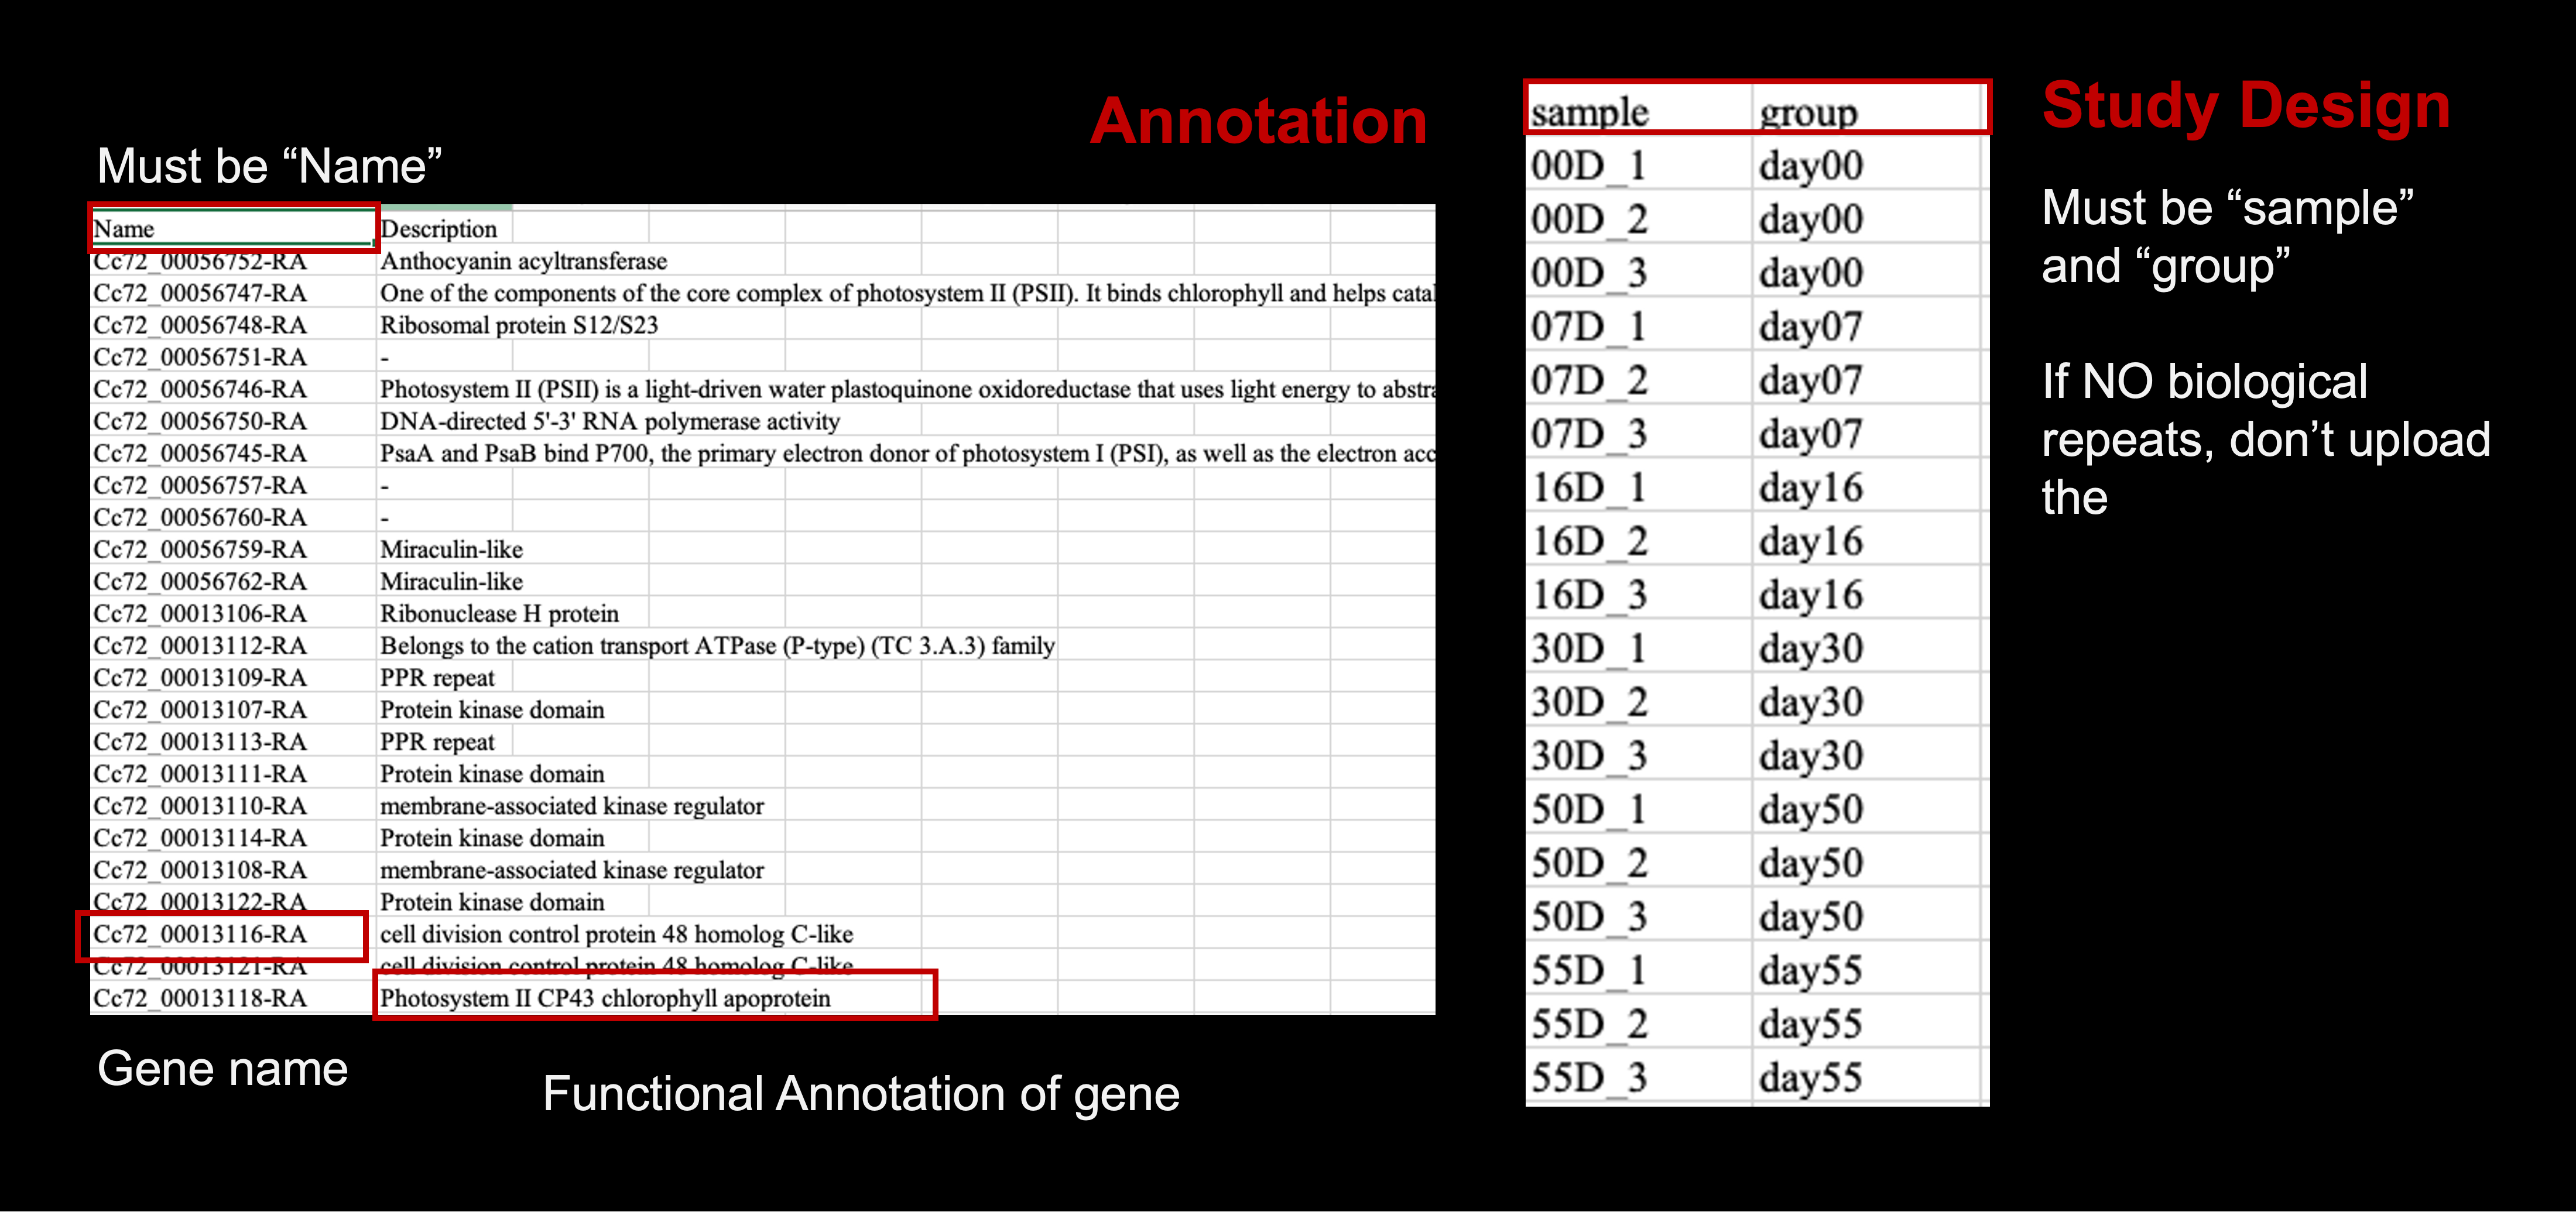 Annotation
Must be “Name”
Name Description
Cc72_00056752-RA Anthocyanin acyltransferase
Cc72_00056747-RA One of the components of the core complex of photosystem II (PSII). It binds chlorophyll and helps catal
Cc72_00056748-RA Ribosomal protein S12/S23
Cc72_00056751-RA -
Cc72_00056746-RA Photosystem II (PSII) is a light-driven water plastoquinone oxidoreductase that uses light energy to abstra
Cc72_00056750-RA DNA-directed 5'-3' RNA polymerase activity
Cc72_00056745-RA PsaA and PsaB bind P700, the primary electron donor of photosystem I (PSI), as well as the electron acc
Cc72_00056757-RA -
Cc72_00056760-RA -
Cc72_00056759-RA Miraculin-like
Cc72_00056762-RA Miraculin-like
Cc72_00013106-RA Ribonuclease H protein
Cc72_00013112-RA Belongs to the cation transport ATPase (P-type) (TC 3.A.3) family
Cc72_00013109-RA PPR repeat
Cc72_00013107-RA Protein kinase domain
Cc72_00013113-RA PPR repeat
Cc72_00013111-RA Protein kinase domain
Cc72_00013110-RA membrane-associated kinase regulator
Cc72_00013114-RA Protein kinase domain
Cc72_00013108-RA membrane-associated kinase regulator
Cc72_00013122-RA Protein kinase domain
Cc72_00013116-RA cell division control protein 48 homolog C-like
Cc72_00013121-RA cell division control protein 48 homolog C-like
Cc72_00013118-RA Photosystem II CP43 chlorophyll apoprotein
Gene name
Functional Annotation of gene
sample group
00D_1 day00
00D_2 day00
00D_3 day00
07D_1 day07
07D_2 day07
07D_3 day07
16D_1 day16
16D_2 day16
16D_3 day16
30D_1 day30
30D_2 day30
30D_3 day30
50D_1 day50
50D_2 day50
50D_3 day50
55D_1 day55
55D_2 day55
55D_3 day55
Study Design
Must be “sample”
and “group”
If NO biological
repeats, don’t upload
the